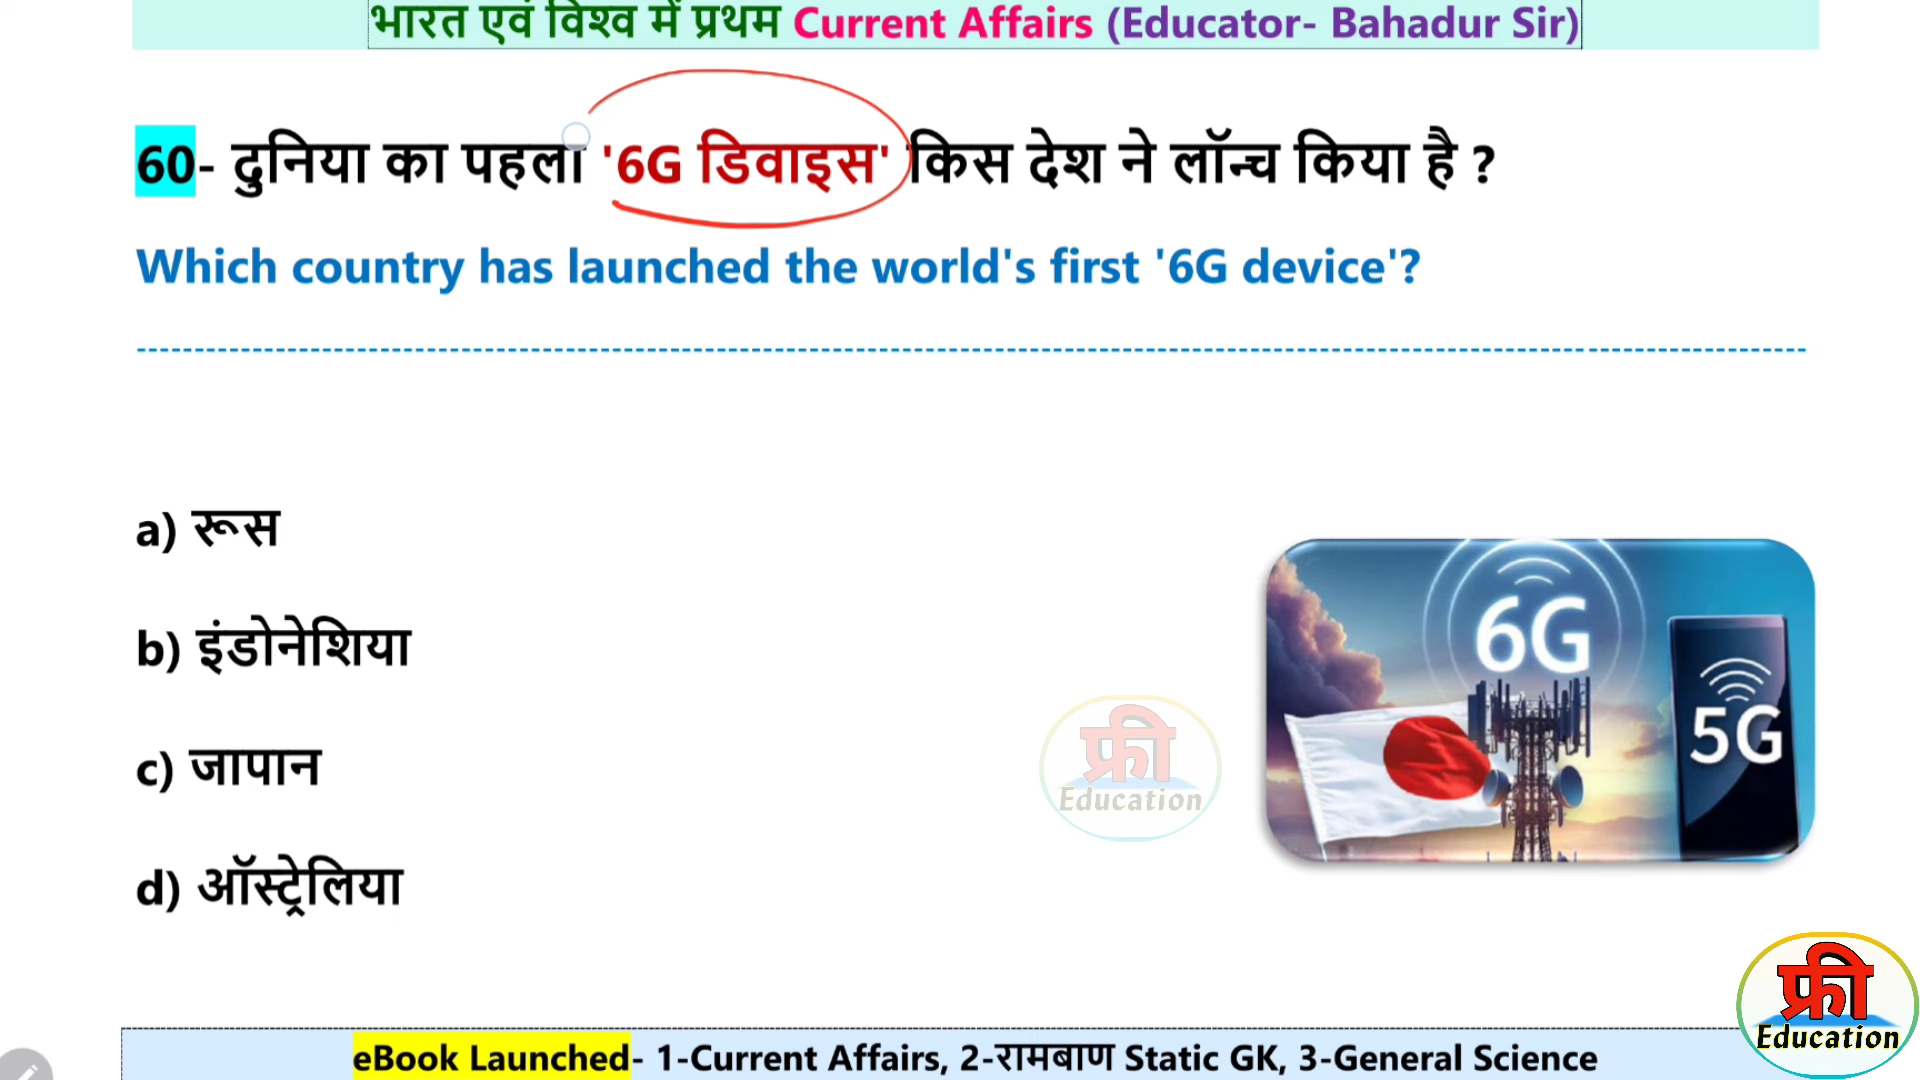 भारत एवं विश्व में प्रथम Current Affairs (Educator- Bahadur Sir)
60- दुनिया का पहला '6G डिवाइस' किस देश ने लॉन्च किया है ?
Which country has launched the world's first '6G device'?
a) रूस
b) इंडोनेशिया
c) जापान
d) ऑस्ट्रेलिया
6G
5G
फ्री
Education
फ्री
Education
eBook Launched- 1-Current Affairs, 2-रामबाण Static GK, 3-General Science